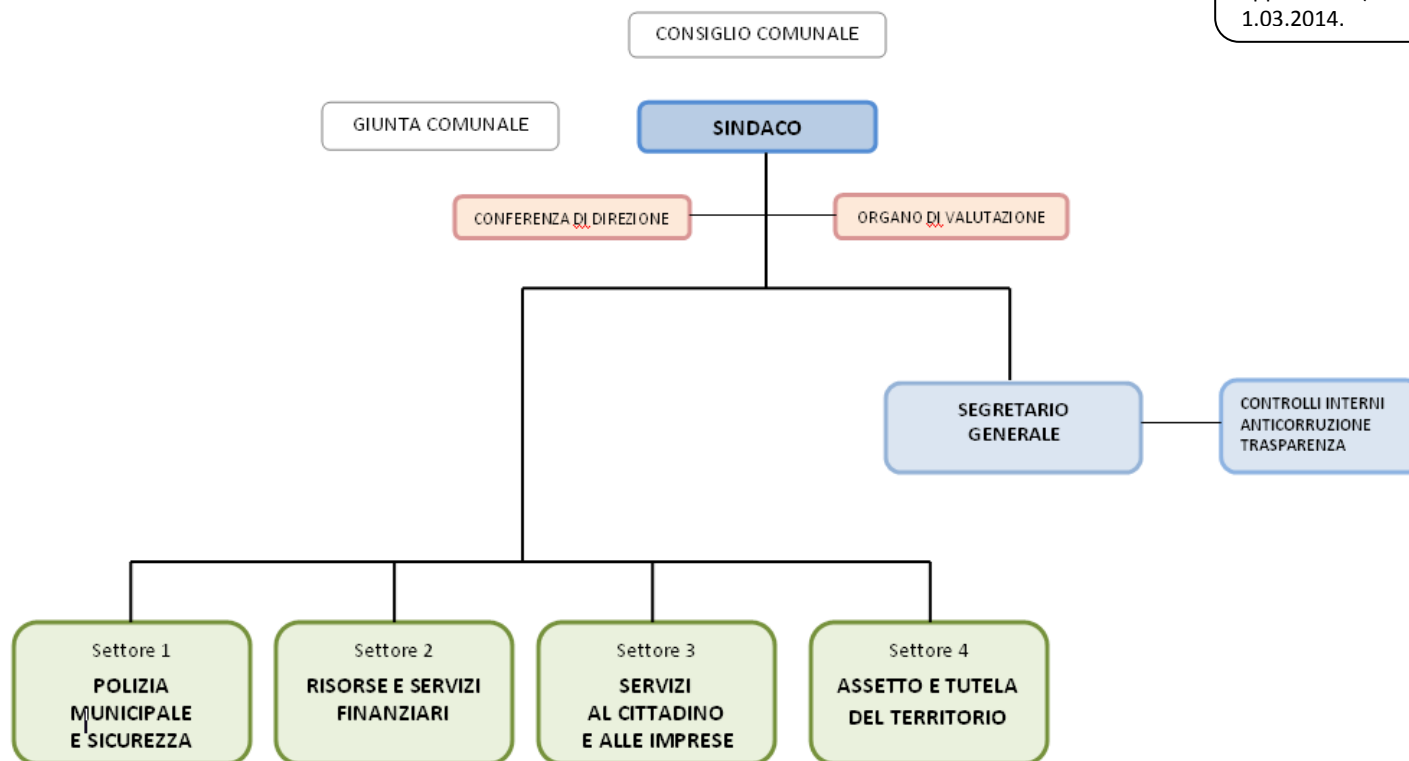 1.03.2014.
CONSIGLIO COMUNALE
GIUNTA COMUNALE
SINDACO
CONFERENZA DI DIREZIONE
ORGANO DI VALUTAZIONE
SEGRETARIO
GENERALE
CONTROLLI INTERNI
ANTICORRUZIONE
TRASPARENZA
Settore 1
POLIZIA
MUNICIPALE
E SICUREZZA
Settore 2
RISORSE E SERVIZI
FINANZIARI
Settore 3
SERVIZI
AL CITTADINO
E ALLE IMPRESE
Settore 4
ASSETTO E TUTELA
DEL TERRITORIO